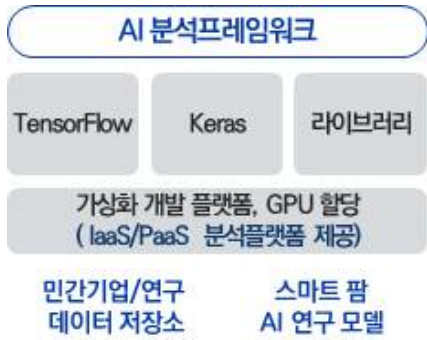 AI 분석프레임워크
TensorFlow Keras 라이브러리
가상화 개발 플랫폼, GPU 할당
( IaaS/PaaS 분석플랫폼 제공)
민간기업/연구 스마트 팜
데이터 저장소 AI 연구 모델